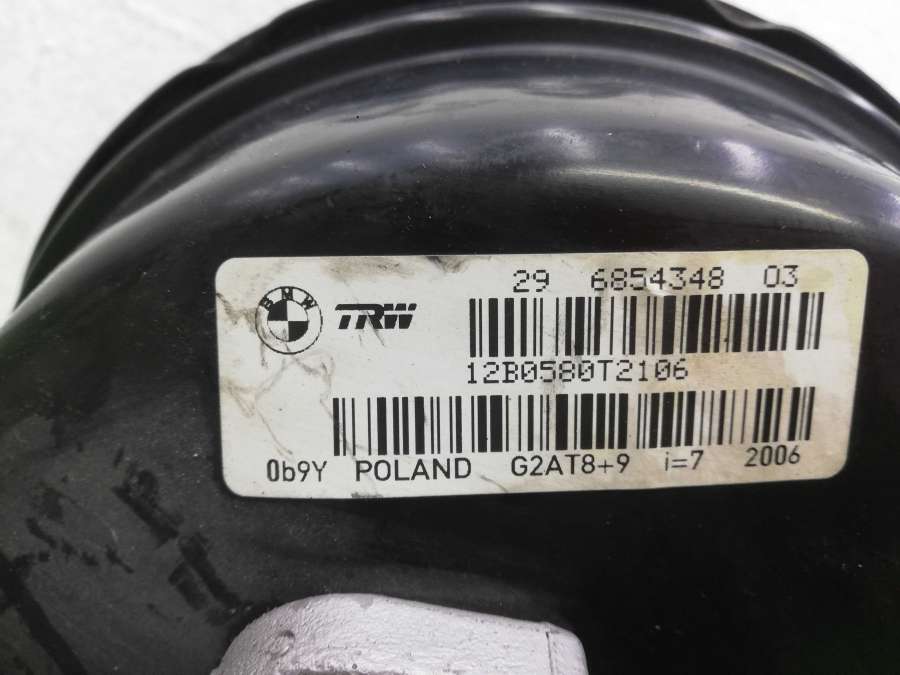 29 6854348 03
BMW TRW
12B0580T2106
0b9Y POLAND G2AT8+9 i=7 2006